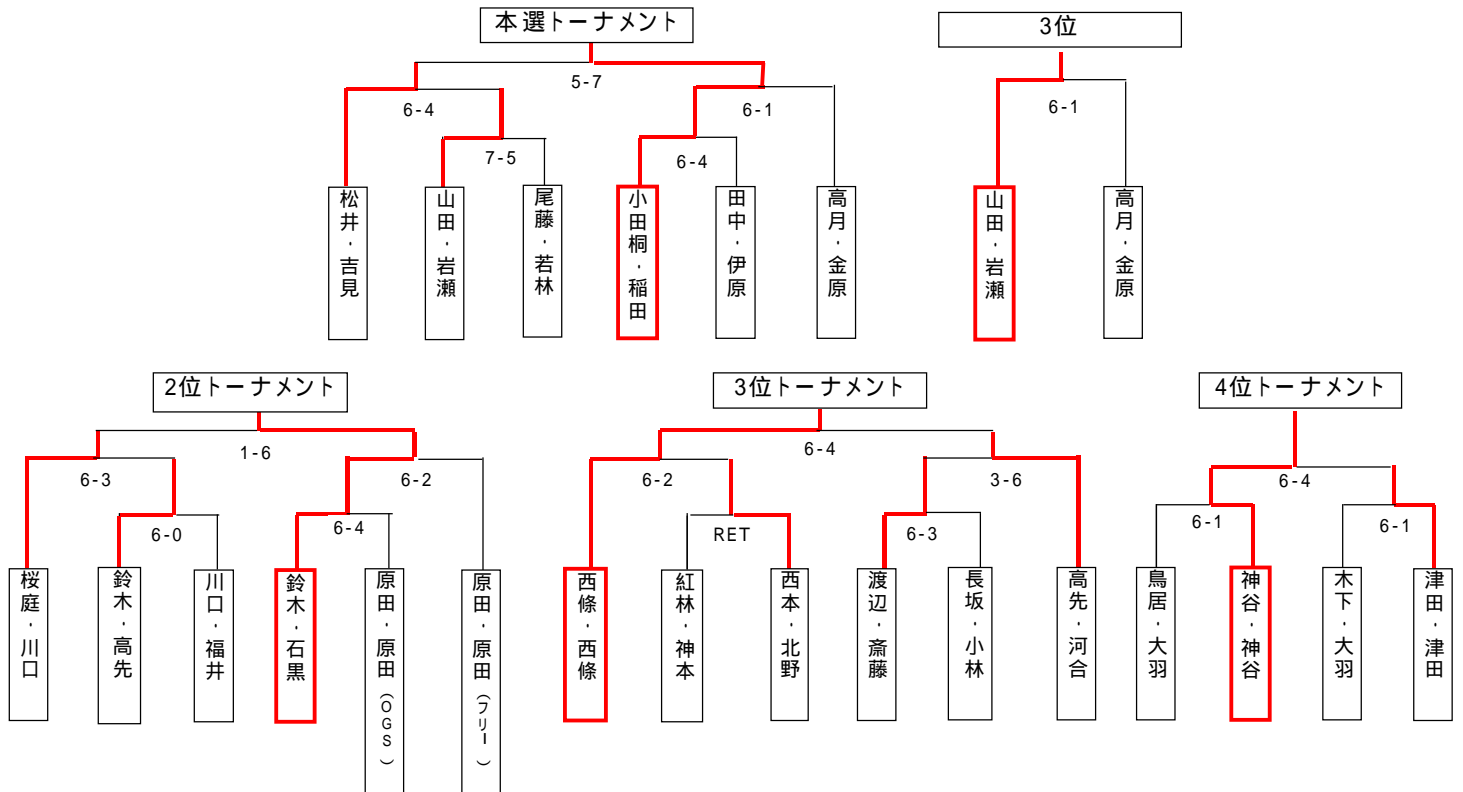 本選トーナメント
3位
5-7
6-4
6-1
6-1
7-5
6-4
松井・吉見
山田・岩瀬
尾藤・若林
小田桐・稲田
田中・伊原
高月・金原
山田・岩瀬
高月・金原
2位トーナメント
3位トーナメント
4位トーナメント
1-6
6-4
6-3
6-2
6-2
3-6
6-4
6-0
6-4
RET
6-3
6-1
6-1
桜庭・川口
鈴木・高先
川口・福井
鈴木・石黒
原田・原田(OGS)
原田・原田(フリー)
西條・西條
紅林・神本
西本・北野
渡辺・斎藤
長坂・小林
高先・河合
鳥居・大羽
神谷・神谷
木下・大羽
津田・津田